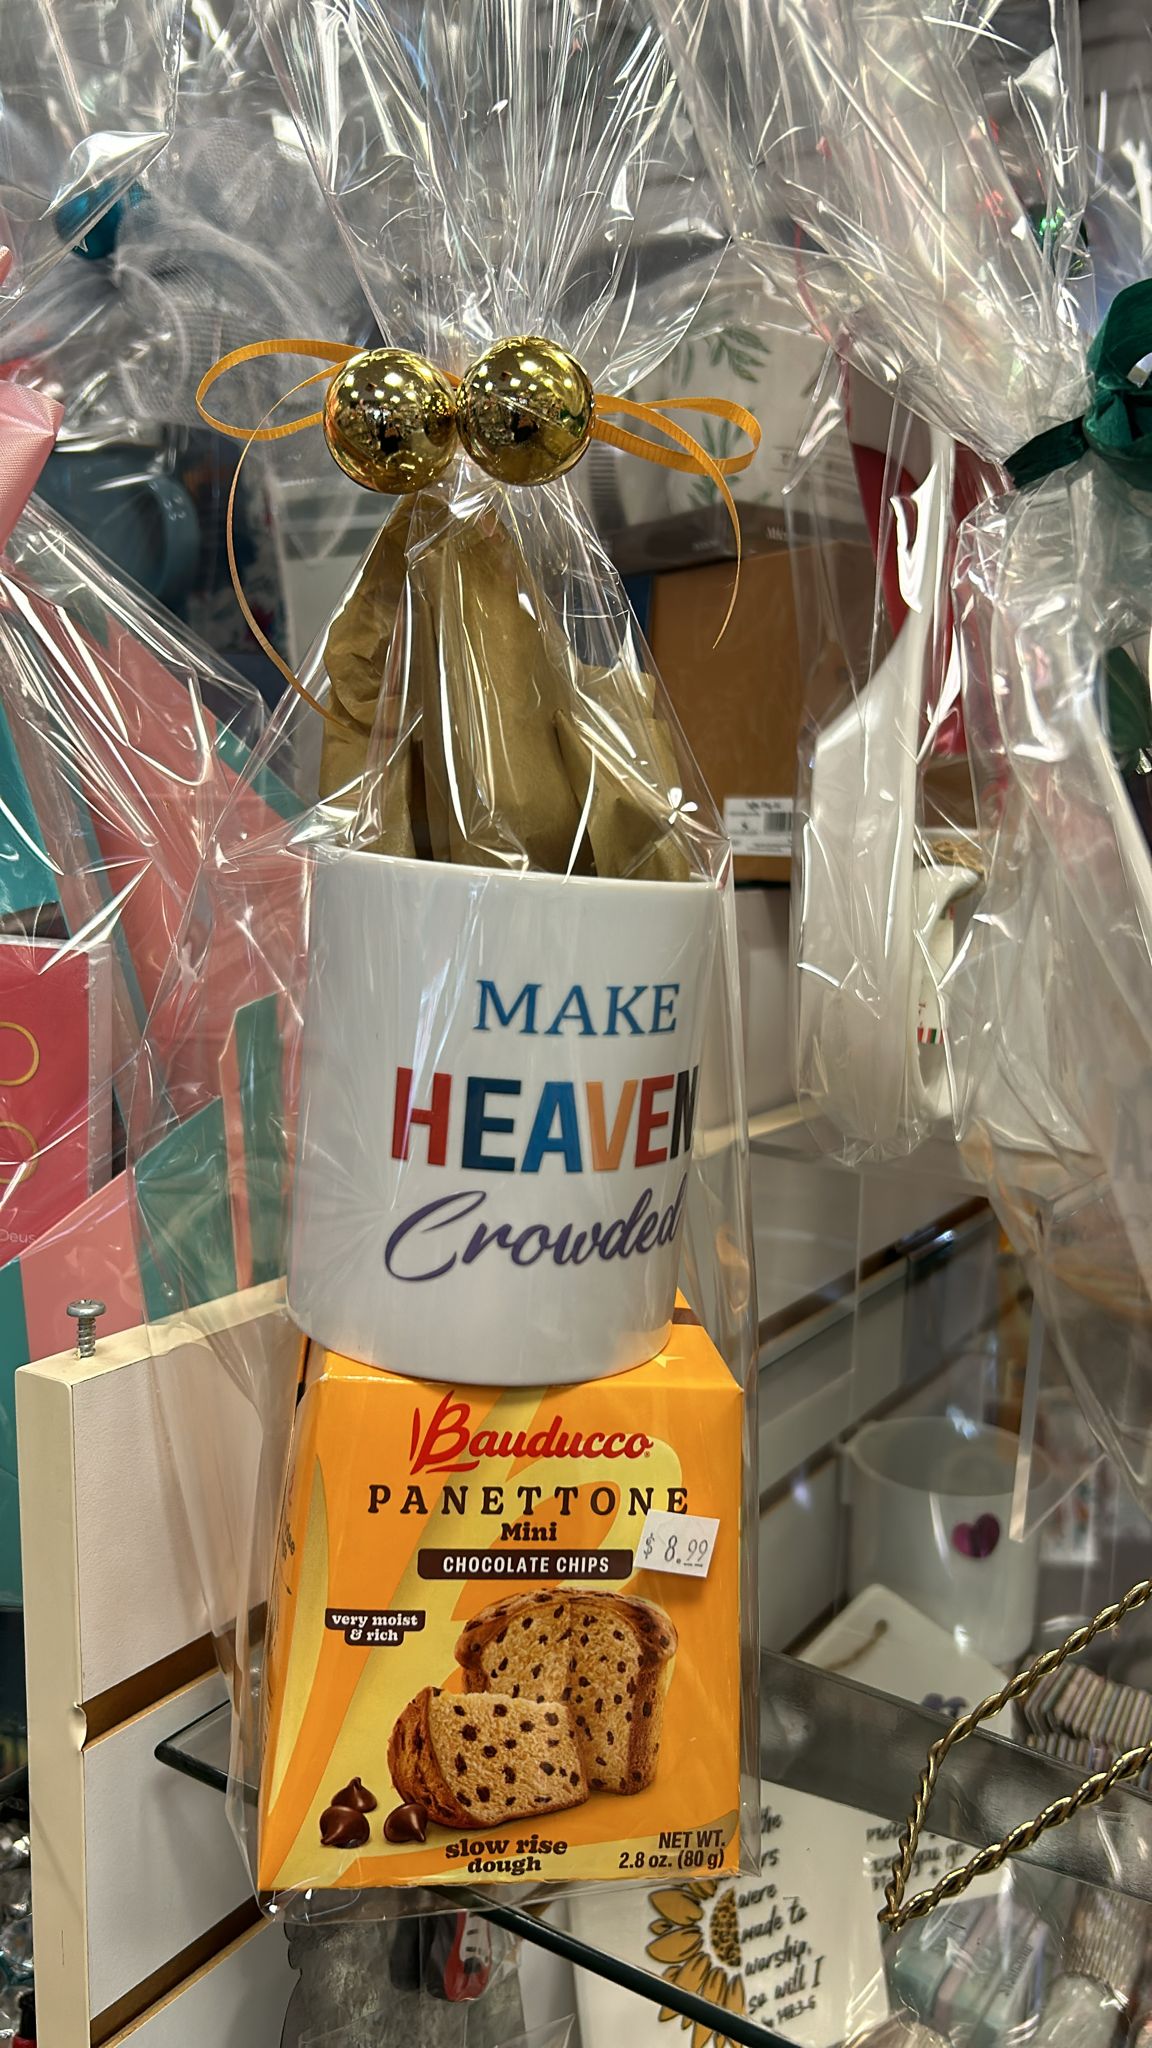 MAKE
HEAVEN
Crowded
Bauducco
PANETTONE
Mini
CHOCOLATE CHIPS
$ 8.99
very moist
& rich
slow rise
dough
NET WT.
2.8 oz. (80 g)
Deus
were
made to
worship,
so will I